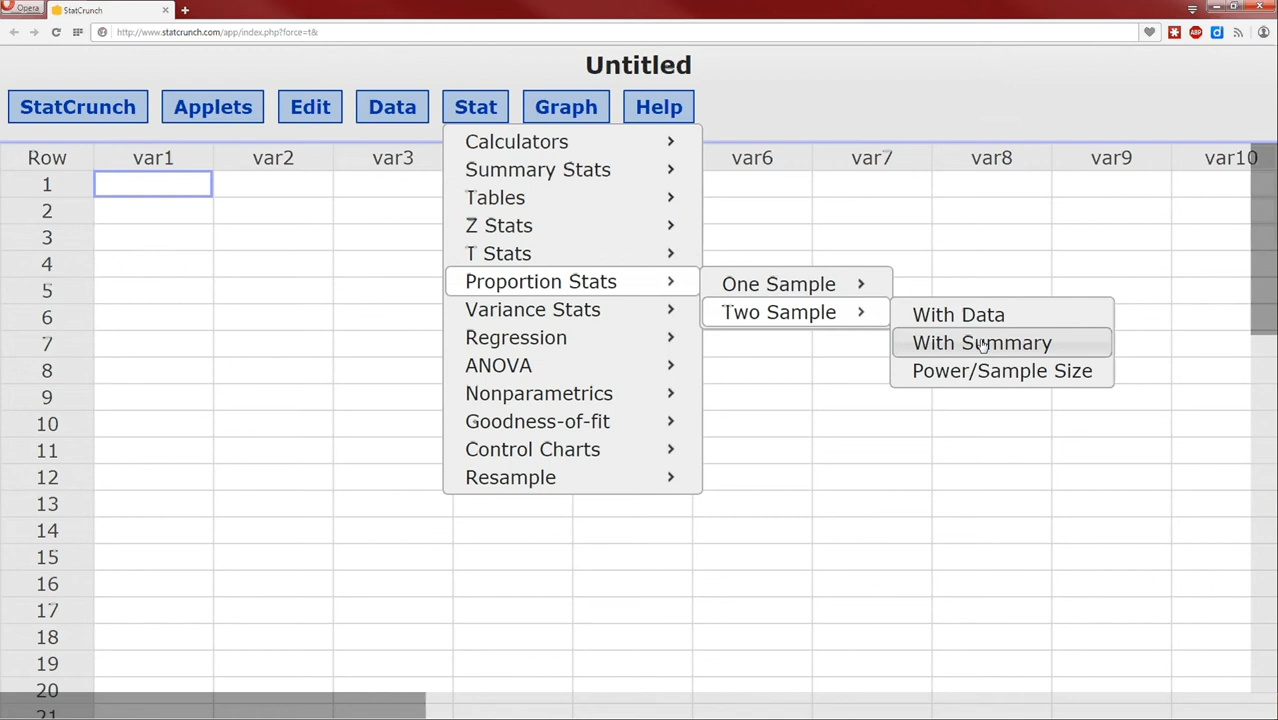 Opera
StatCrunch
http://www.statcrunch.com/app/index.php?force=t&
ABP
Untitled
StatCrunch Applets Edit Data Stat Graph Help
Row var1 var2 var3 var6 var7 var8 var9 var10
Calculators
Summary Stats
Tables
Z Stats
T Stats
Proportion Stats
Variance Stats
Regression
ANOVA
Nonparametrics
Goodness-of-fit
Control Charts
Resample
One Sample
Two Sample
With Data
With Summary
Power/Sample Size
1
2
3
4
5
6
7
8
9
10
11
12
13
14
15
16
17
18
19
20
21